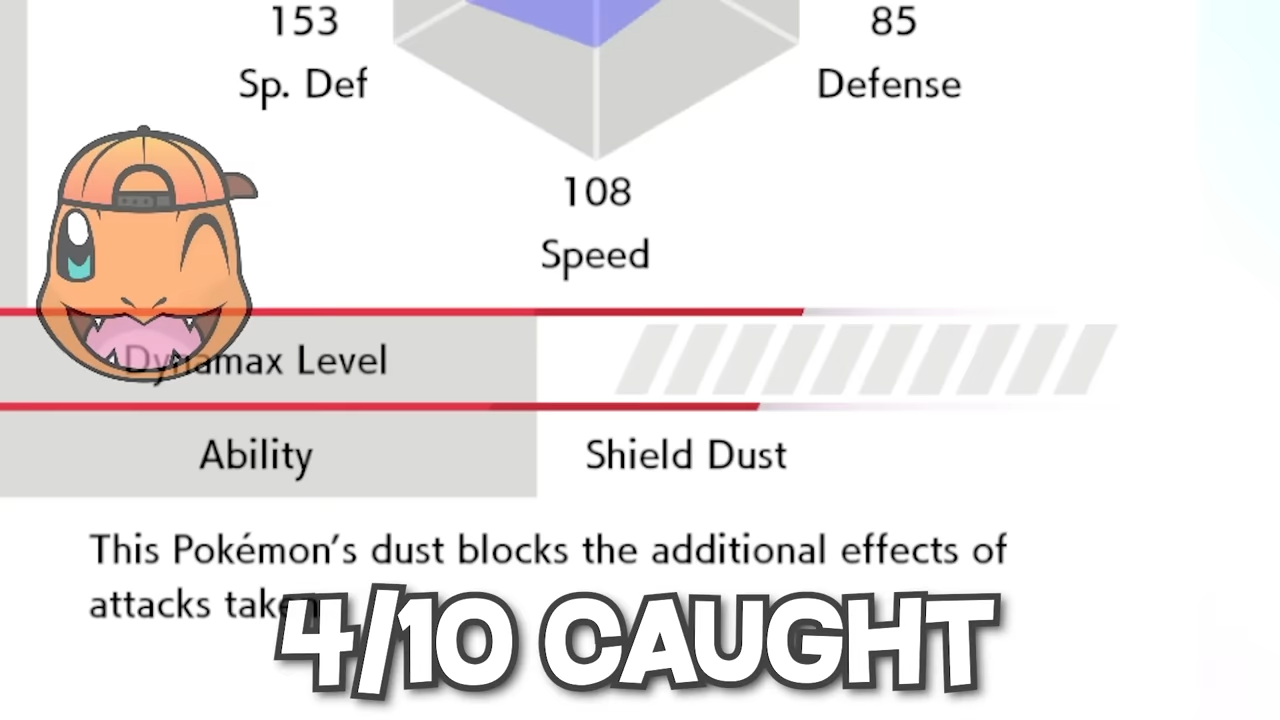 153
85
Sp. Def
Defense
108
Speed
Dynamax Level
Ability
Shield Dust
This Pokémon's dust blocks the additional effects of
attacks taken.
4/10 CAUGHT